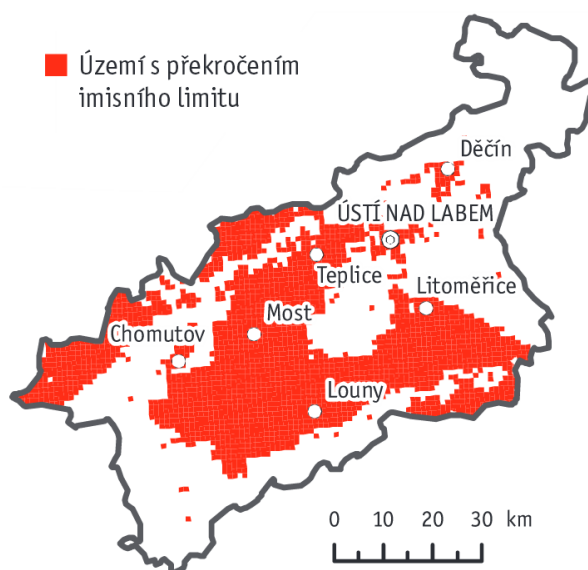 Území s překročením
imisního limitu
Děčín
ÚSTÍ NAD LABEM
Teplice
Litoměřice
Most
Chomutov
Louny
0 10 20 30 km